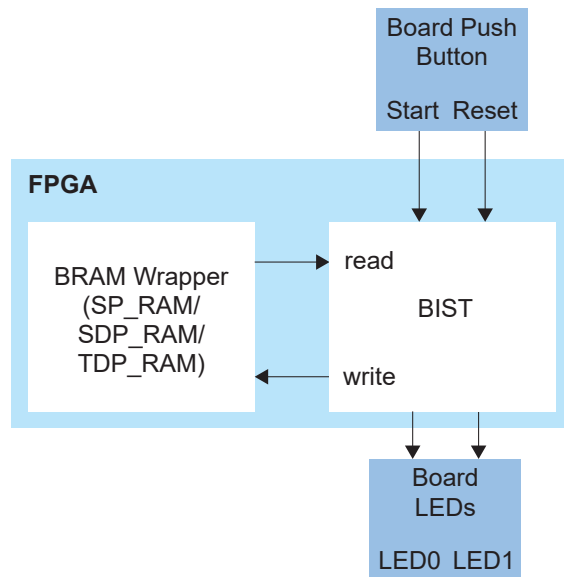 Board Push
Button
Start Reset
FPGA
BRAM Wrapper
(SP_RAM/
SDP_RAM/
TDP_RAM)
read
BIST
write
Board
LEDs
LED0 LED1